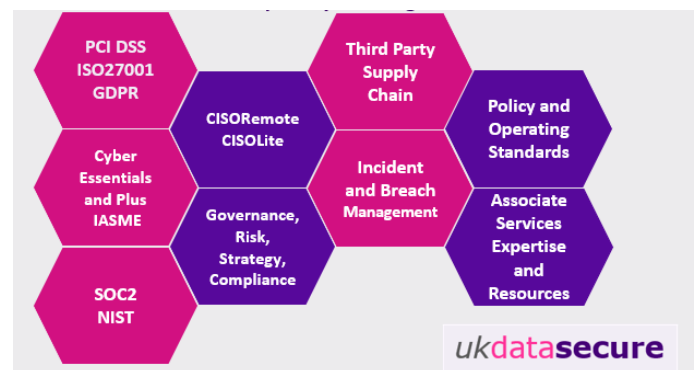 PCI DSS
ISO27001
GDPR
Cyber
Essentials
and Plus
IASME
SOC2
NIST
CISORemote
CISOLite
Governance,
Risk,
Strategy,
Compliance
Third Party
Supply
Chain
Incident
and Breach
Management
Policy and
Operating
Standards
Associate
Services
Expertise
and
Resources
ukdatasecure